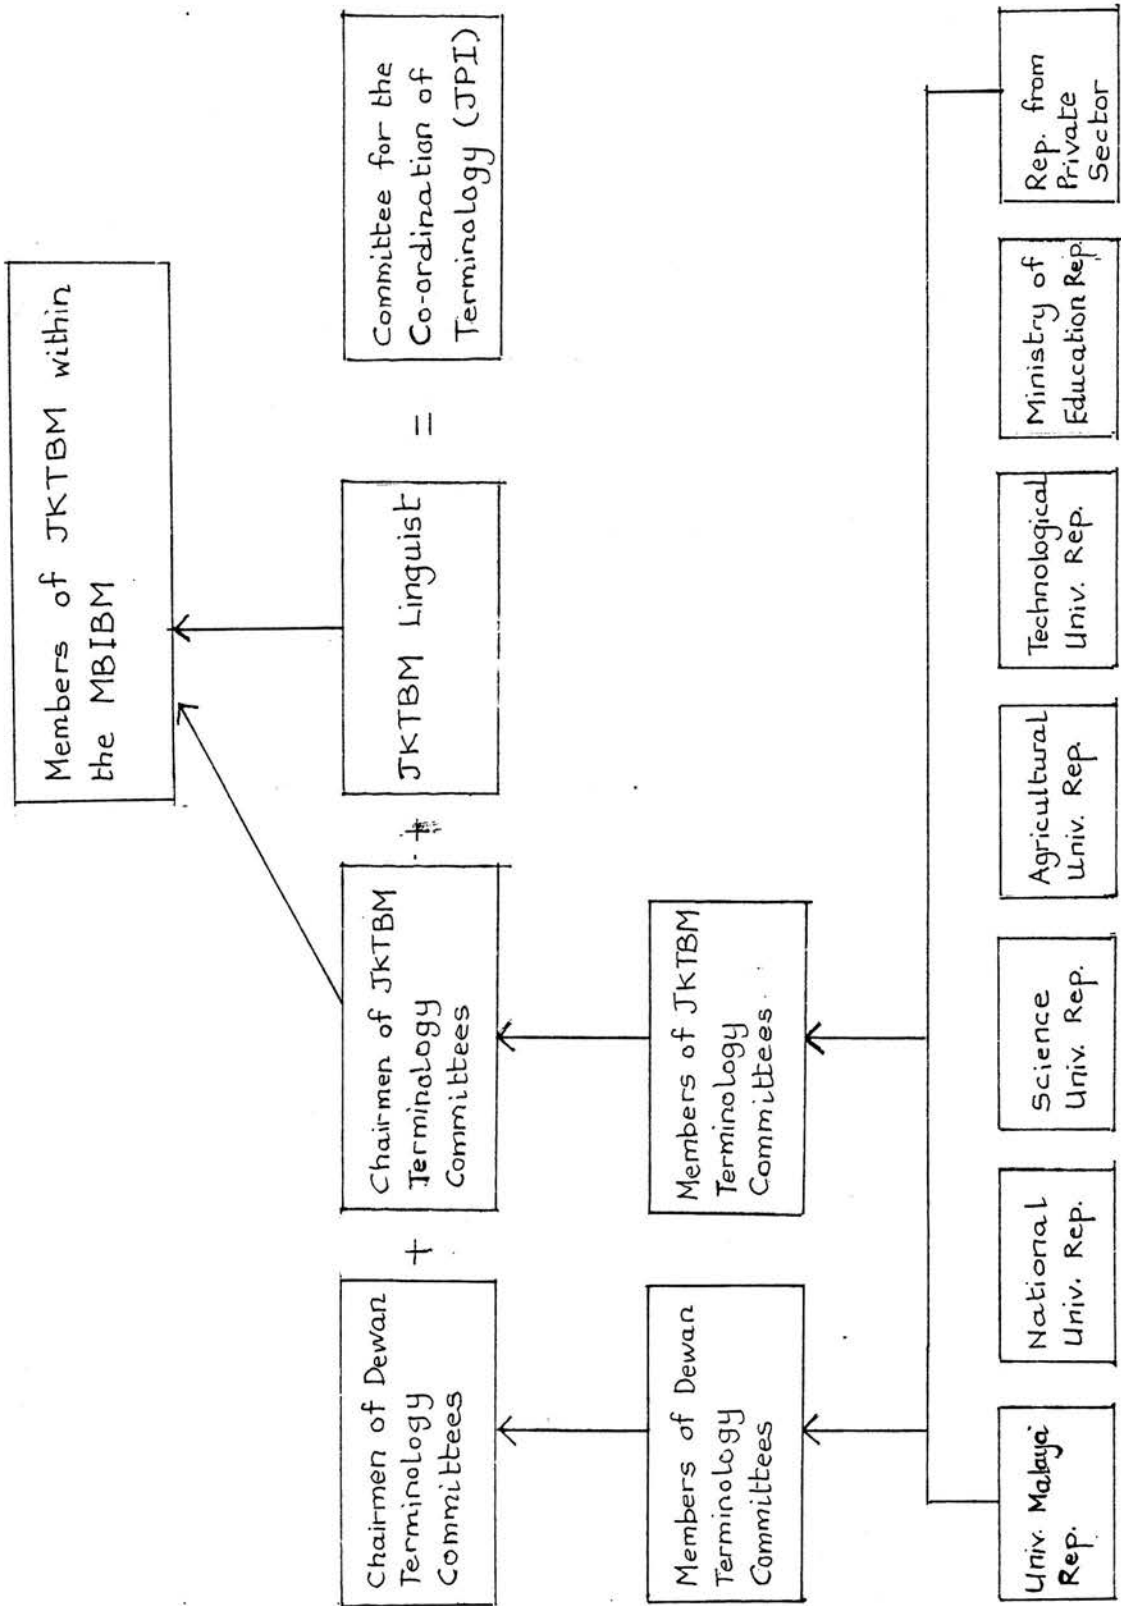 Members of JKTBM within
the MBIBM
Chairmen of Dewan
Terminology
Committees
+
Chairmen of JKTBM
Terminology
Committees
+
JKTBM Linguist
=
Committee for the
Co-ordination of
Terminology (JPI)
Members of Dewan
Terminology
Committees
Members of JKTBM
Terminology
Committees
Univ. Malaya
Rep.
National
Univ. Rep.
Science
Univ. Rep.
Agricultural
Univ. Rep.
Technological
Univ. Rep.
Ministry of
Education Rep.
Rep. from
Private
Sector